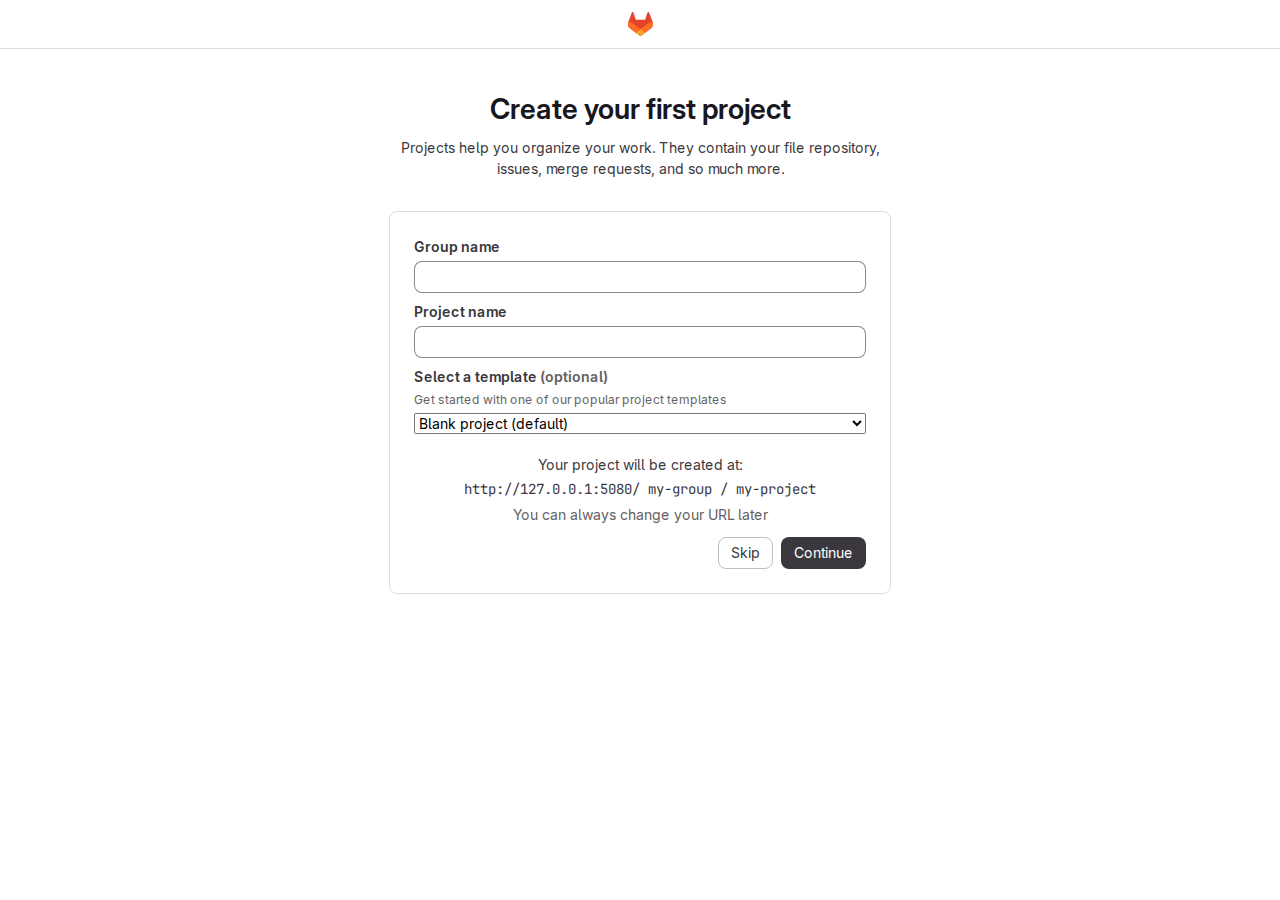 Create your first project
Projects help you organize your work. They contain your file repository,
issues, merge requests, and so much more.
Group name
Project name
Select a template (optional)
Get started with one of our popular project templates
Blank project (default)
Your project will be created at:
http://127.0.0.1:5080/ my-group / my-project
You can always change your URL later
Skip Continue